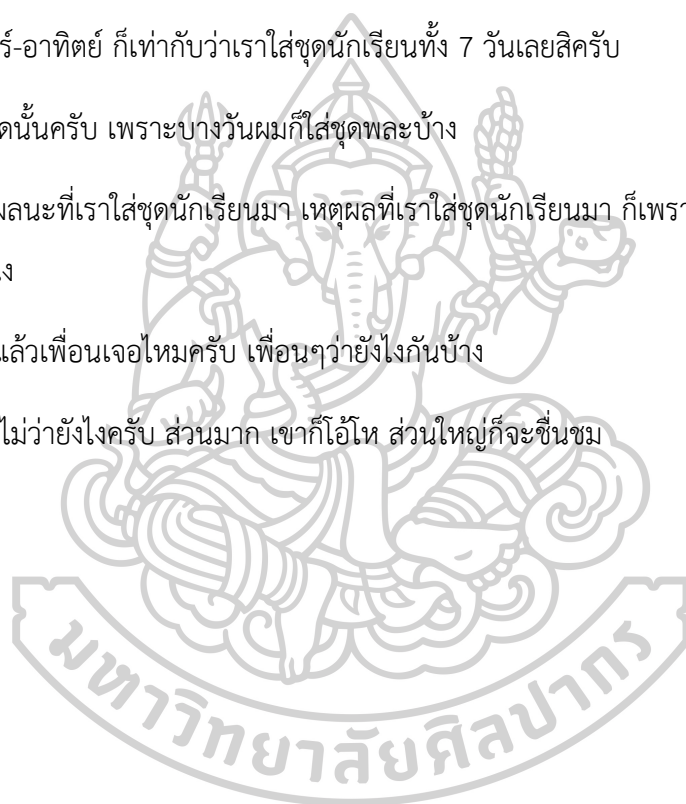 ร์-อาทิตย์ ก็เท่ากับว่าเราใส่ชุดนักเรียนทั้ง 7 วันเลยสิครับ
ดนั้นครับ เพราะบางวันผมก็ใส่ชุดพละบ้าง
ผลนะที่เราใส่ชุดนักเรียนมา เหตุผลที่เราใส่ชุดนักเรียนมา ก็เพรา
ง
แล้วเพื่อนเจอไหมครับ เพื่อนๆว่ายังไงกันบ้าง
ไม่ว่ายังไงครับ ส่วนมาก เขาก็โอ้โห ส่วนใหญ่ก็จะชื่นชม
มหาวิทยาลัยศิลปากร